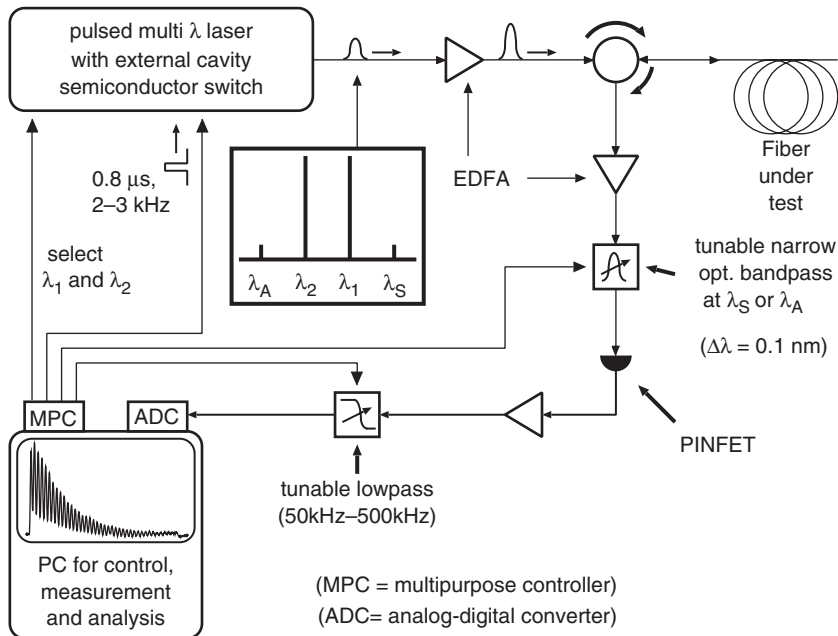 pulsed multi λ laser
with external cavity
semiconductor switch
0.8 μs,
2–3 kHz
select
λ1 and λ2
λA λ2 λ1 λS
EDFA
Fiber
under
test
tunable narrow
opt. bandpass
at λS or λA
(Δλ = 0.1 nm)
PINFET
MPC
ADC
tunable lowpass
(50kHz–500kHz)
PC for control,
measurement
and analysis
(MPC = multipurpose controller)
(ADC= analog-digital converter)